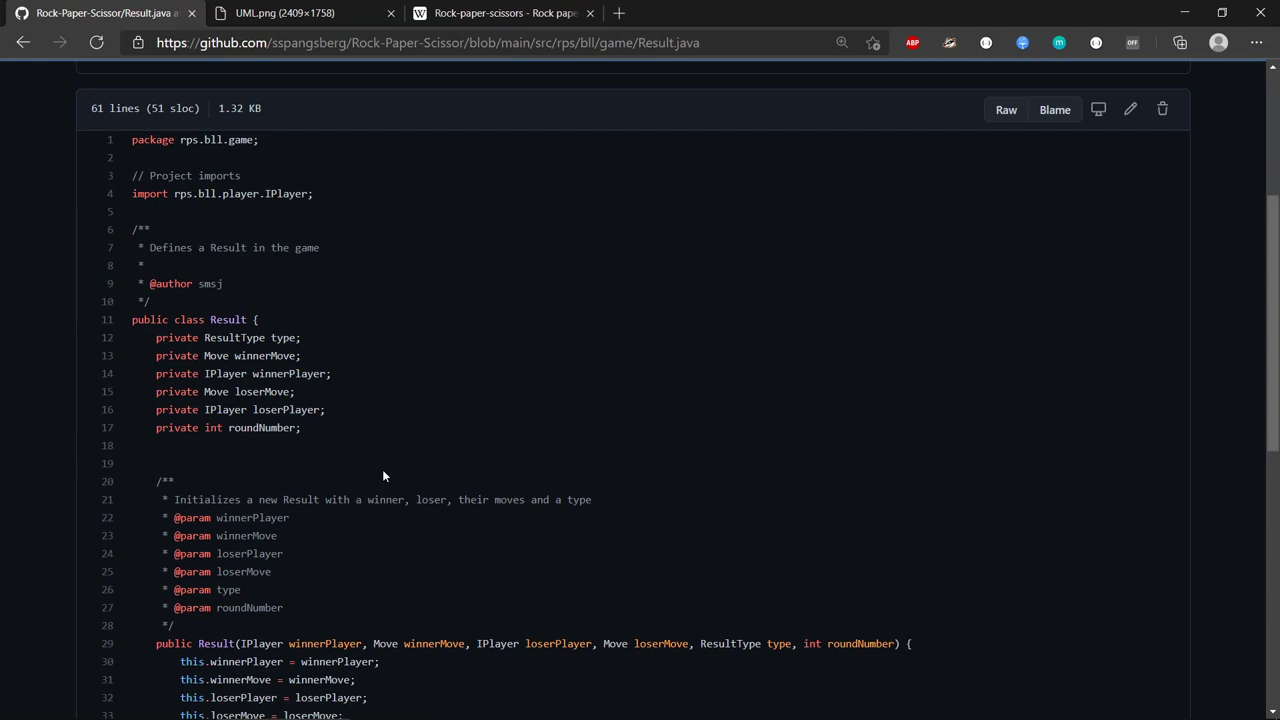 Rock-Paper-Scissor/Result.java a
UML.png (2409×1758)
W Rock-paper-scissors - Rock pape
https://github.com/sspangsberg/Rock-Paper-Scissor/blob/main/src/rps/bll/game/Result.java
ABP
m
OFF
61 lines (51 sloc) 1.32 KB
Raw Blame
1 package rps.bll.game;
2
3 // Project imports
4 import rps.bll.player.IPlayer;
5
6 /**
7 * Defines a Result in the game
8 *
9 * @author smsj
10 */
11 public class Result {
12 private ResultType type;
13 private Move winnerMove;
14 private IPlayer winnerPlayer;
15 private Move loserMove;
16 private IPlayer loserPlayer;
17 private int roundNumber;
18
19
20 /**
21 * Initializes a new Result with a winner, loser, their moves and a type
22 * @param winnerPlayer
23 * @param winnerMove
24 * @param loserPlayer
25 * @param loserMove
26 * @param type
27 * @param roundNumber
28 */
29 public Result(IPlayer winnerPlayer, Move winnerMove, IPlayer loserPlayer, Move loserMove, ResultType type, int roundNumber) {
30 this.winnerPlayer = winnerPlayer;
31 this.winnerMove = winnerMove;
32 this.loserPlayer = loserPlayer;
33 this.loserMove = loserMove;